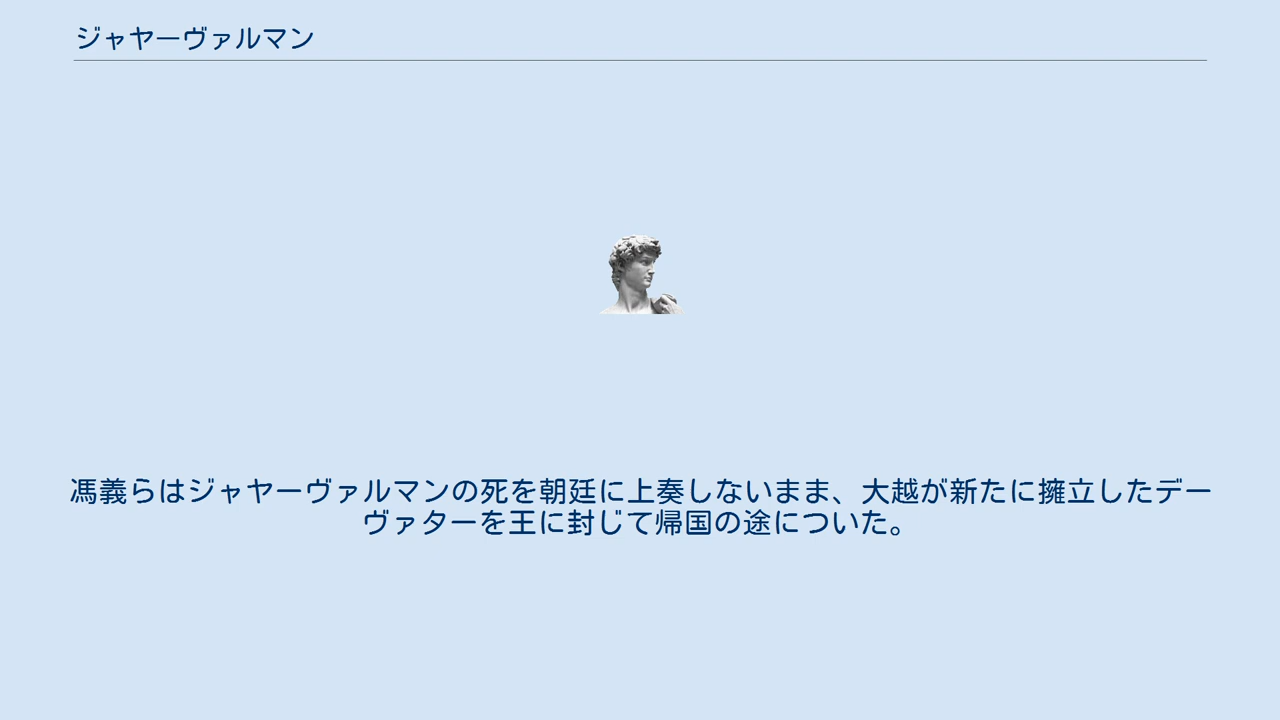 ジャヤーヴァルマン
馮義らはジャヤーヴァルマンの死を朝廷に上奏しないまま、大越が新たに擁立したデー
ヴァターを王に封じて帰国の途についた。